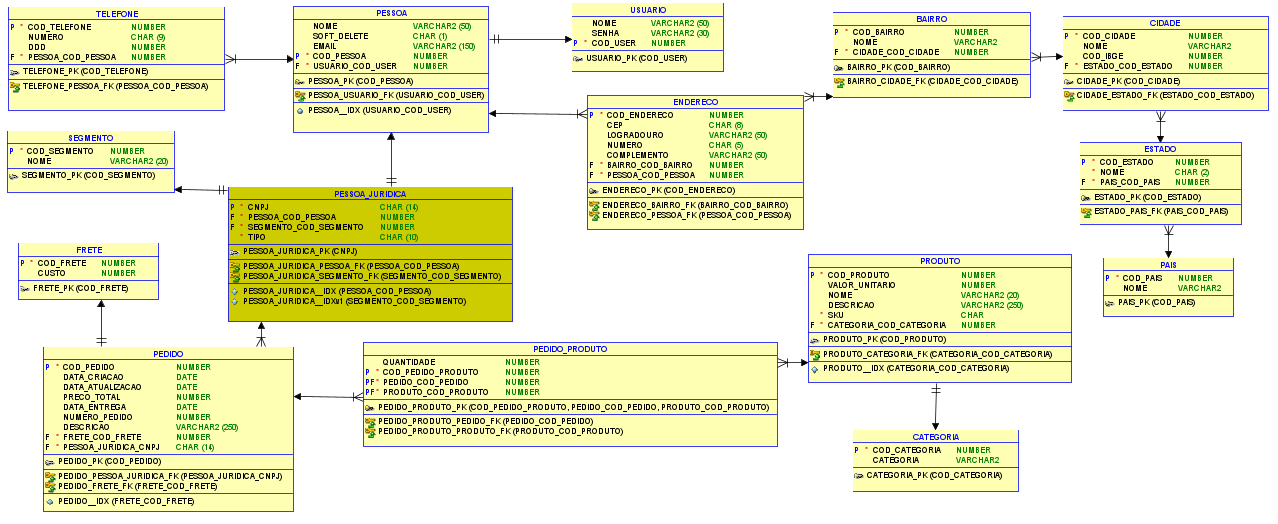 TELEFONE
P * COD_TELEFONE NUMBER
NUMERO CHAR (9)
DDD NUMBER
F * PESSOA_COD_PESSOA NUMBER
TELEFONE_PK (COD_TELEFONE)
TELEFONE_PESSOA_FK (PESSOA_COD_PESSOA)
PESSOA
NOME VARCHAR2 (50)
SOFT_DELETE CHAR (1)
EMAIL VARCHAR2 (150)
P * COD_PESSOA NUMBER
F * USUARIO_COD_USER NUMBER
PESSOA_PK (COD_PESSOA)
PESSOA_USUARIO_FK (USUARIO_COD_USER)
PESSOA__IDX (USUARIO_COD_USER)
USUARIO
NOME VARCHAR2 (50)
SENHA VARCHAR2 (30)
P * COD_USER NUMBER
USUARIO_PK (COD_USER)
BAIRRO
P * COD_BAIRRO NUMBER
NOME VARCHAR2
F * CIDADE_COD_CIDADE NUMBER
BAIRRO_PK (COD_BAIRRO)
BAIRRO_CIDADE_FK (CIDADE_COD_CIDADE)
CIDADE
P * COD_CIDADE NUMBER
NOME VARCHAR2
COD_IBGE NUMBER
F * ESTADO_COD_ESTADO NUMBER
CIDADE_PK (COD_CIDADE)
CIDADE_ESTADO_FK (ESTADO_COD_ESTADO)
ENDERECO
P * COD_ENDERECO NUMBER
CEP CHAR (8)
LOGRADOURO VARCHAR2 (50)
NUMERO CHAR (5)
COMPLEMENTO VARCHAR2 (50)
F * BAIRRO_COD_BAIRRO NUMBER
F * PESSOA_COD_PESSOA NUMBER
ENDERECO_PK (COD_ENDERECO)
ENDERECO_BAIRRO_FK (BAIRRO_COD_BAIRRO)
ENDERECO_PESSOA_FK (PESSOA_COD_PESSOA)
SEGMENTO
P * COD_SEGMENTO NUMBER
NOME VARCHAR2 (20)
SEGMENTO_PK (COD_SEGMENTO)
ESTADO
P * COD_ESTADO NUMBER
* NOME CHAR (2)
F * PAIS_COD_PAIS NUMBER
ESTADO_PK (COD_ESTADO)
ESTADO_PAIS_FK (PAIS_COD_PAIS)
PESSOA_JURIDICA
P * CNPJ CHAR (14)
F * PESSOA_COD_PESSOA NUMBER
F * SEGMENTO_COD_SEGMENTO NUMBER
* TIPO CHAR (10)
PESSOA_JURIDICA_PK (CNPJ)
PESSOA_JURIDICA_PESSOA_FK (PESSOA_COD_PESSOA)
PESSOA_JURIDICA_SEGMENTO_FK (SEGMENTO_COD_SEGMENTO)
PESSOA_JURIDICA__IDX (PESSOA_COD_PESSOA)
PESSOA_JURIDICA__IDXv1 (SEGMENTO_COD_SEGMENTO)
FRETE
P * COD_FRETE NUMBER
CUSTO NUMBER
FRETE_PK (COD_FRETE)
PRODUTO
P * COD_PRODUTO NUMBER
VALOR_UNITARIO NUMBER
NOME VARCHAR2 (20)
DESCRICAO VARCHAR2 (250)
* SKU CHAR
F * CATEGORIA_COD_CATEGORIA NUMBER
PRODUTO_PK (COD_PRODUTO)
PRODUTO_CATEGORIA_FK (CATEGORIA_COD_CATEGORIA)
PRODUTO__IDX (CATEGORIA_COD_CATEGORIA)
PAIS
P * COD_PAIS NUMBER
NOME VARCHAR2
PAIS_PK (COD_PAIS)
PEDIDO
P * COD_PEDIDO NUMBER
DATA_CRIACAO DATE
DATA_ATUALIZACAO DATE
PRECO_TOTAL NUMBER
DATA_ENTREGA DATE
NUMERO_PEDIDO NUMBER
DESCRICAO VARCHAR2 (250)
F * FRETE_COD_FRETE NUMBER
F * PESSOA_JURIDICA_CNPJ CHAR (14)
PEDIDO_PK (COD_PEDIDO)
PEDIDO_PESSOA_JURIDICA_FK (PESSOA_JURIDICA_CNPJ)
PEDIDO_FRETE_FK (FRETE_COD_FRETE)
PEDIDO__IDX (FRETE_COD_FRETE)
PEDIDO_PRODUTO
QUANTIDADE NUMBER
P * COD_PEDIDO_PRODUTO NUMBER
PF * PEDIDO_COD_PEDIDO NUMBER
PF * PRODUTO_COD_PRODUTO NUMBER
PEDIDO_PRODUTO_PK (COD_PEDIDO_PRODUTO, PEDIDO_COD_PEDIDO, PRODUTO_COD_PRODUTO)
PEDIDO_PRODUTO_PEDIDO_FK (PEDIDO_COD_PEDIDO)
PEDIDO_PRODUTO_PRODUTO_FK (PRODUTO_COD_PRODUTO)
CATEGORIA
P * COD_CATEGORIA NUMBER
CATEGORIA VARCHAR2
CATEGORIA_PK (COD_CATEGORIA)